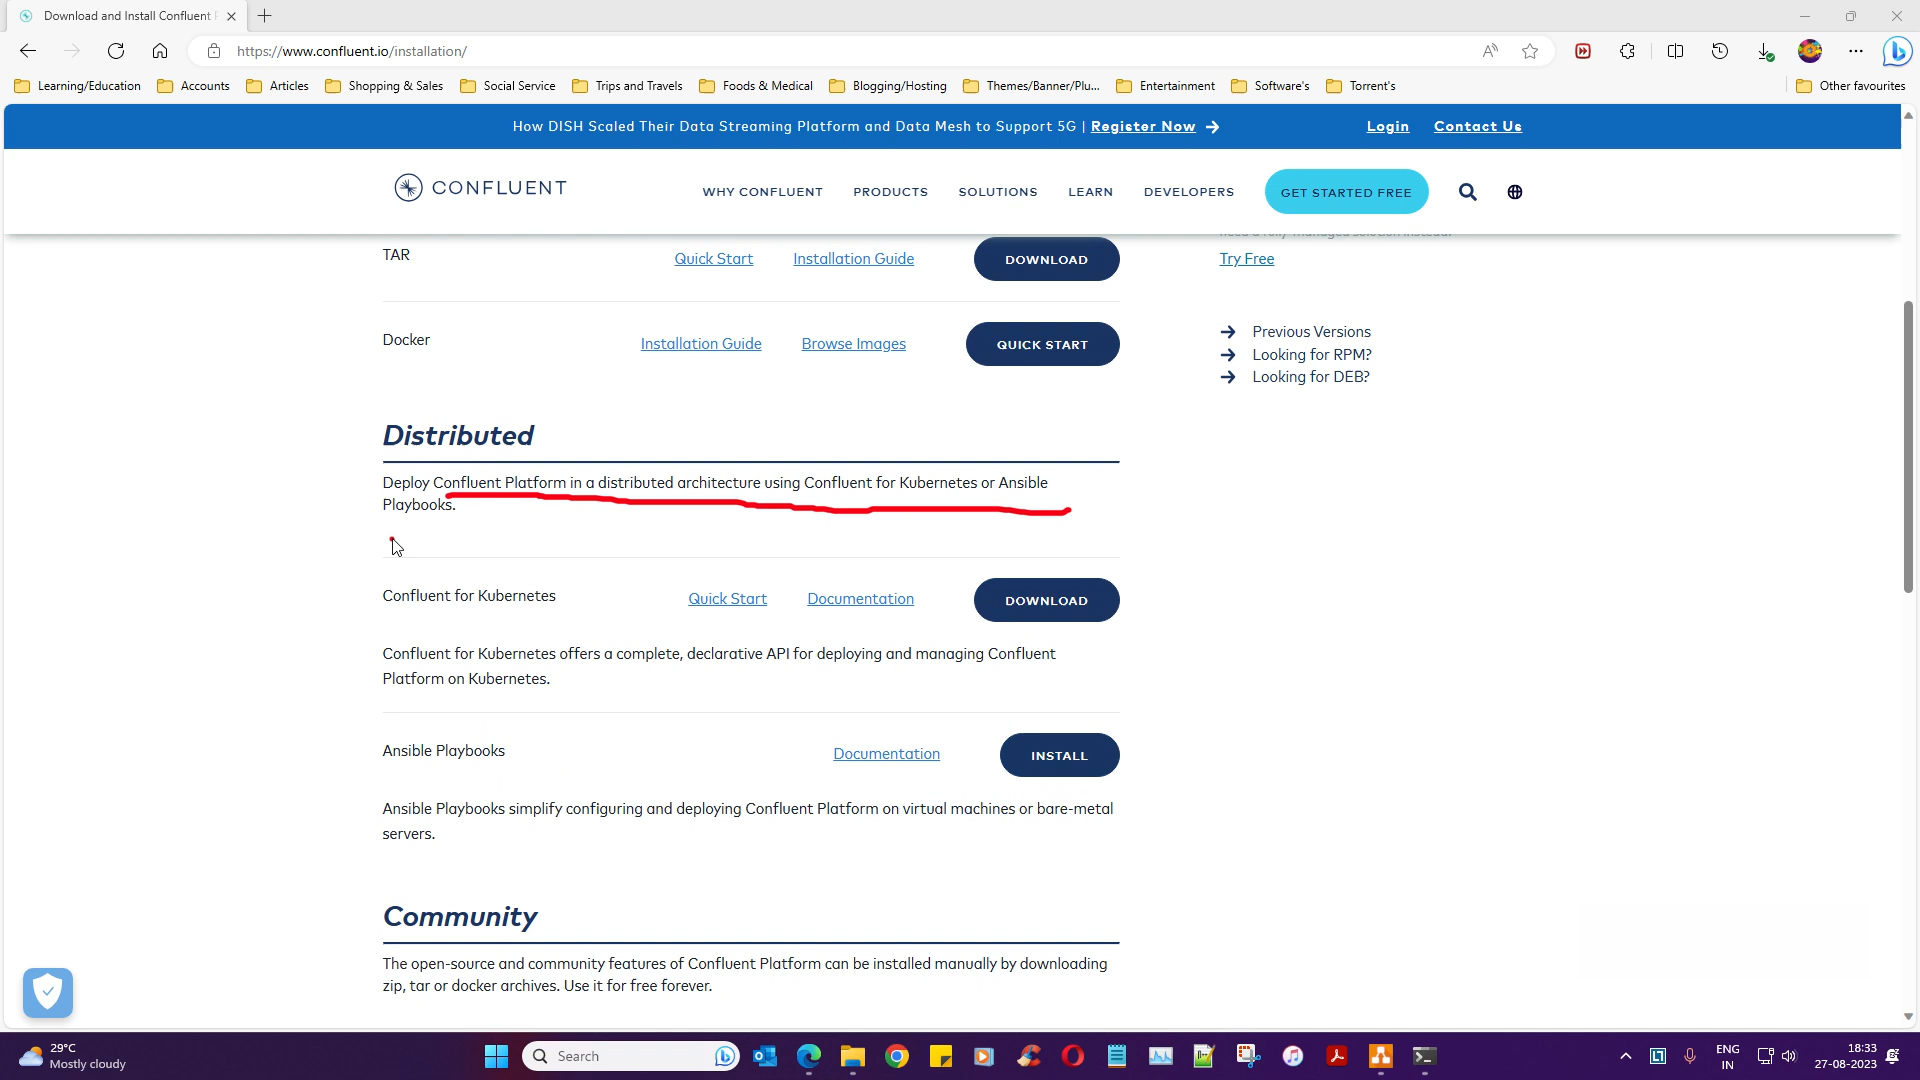 Download and Install Confluent
https://www.confluent.io/installation/
Learning/Education
Accounts
Articles
Shopping & Sales
Social Service
Trips and Travels
Foods & Medical
Blogging/Hosting
Themes/Banner/Plu...
Entertainment
Software's
Torrent's
Other favourites
How DISH Scaled Their Data Streaming Platform and Data Mesh to Support 5G | Register Now →
Login
Contact Us
CONFLUENT
WHY CONFLUENT
PRODUCTS
SOLUTIONS
LEARN
DEVELOPERS
GET STARTED FREE
TAR
Quick Start
Installation Guide
DOWNLOAD
Try Free
Docker
Installation Guide
Browse Images
QUICK START
→ Previous Versions
→ Looking for RPM?
→ Looking for DEB?
Distributed
Deploy Confluent Platform in a distributed architecture using Confluent for Kubernetes or Ansible
Playbooks.
Confluent for Kubernetes
Quick Start
Documentation
DOWNLOAD
Confluent for Kubernetes offers a complete, declarative API for deploying and managing Confluent
Platform on Kubernetes.
Ansible Playbooks
Documentation
INSTALL
Ansible Playbooks simplify configuring and deploying Confluent Platform on virtual machines or bare-metal
servers.
Community
The open-source and community features of Confluent Platform can be installed manually by downloading
zip, tar or docker archives. Use it for free forever.
29°C
Mostly cloudy
Search
ENG
IN
18:33
27-08-2023